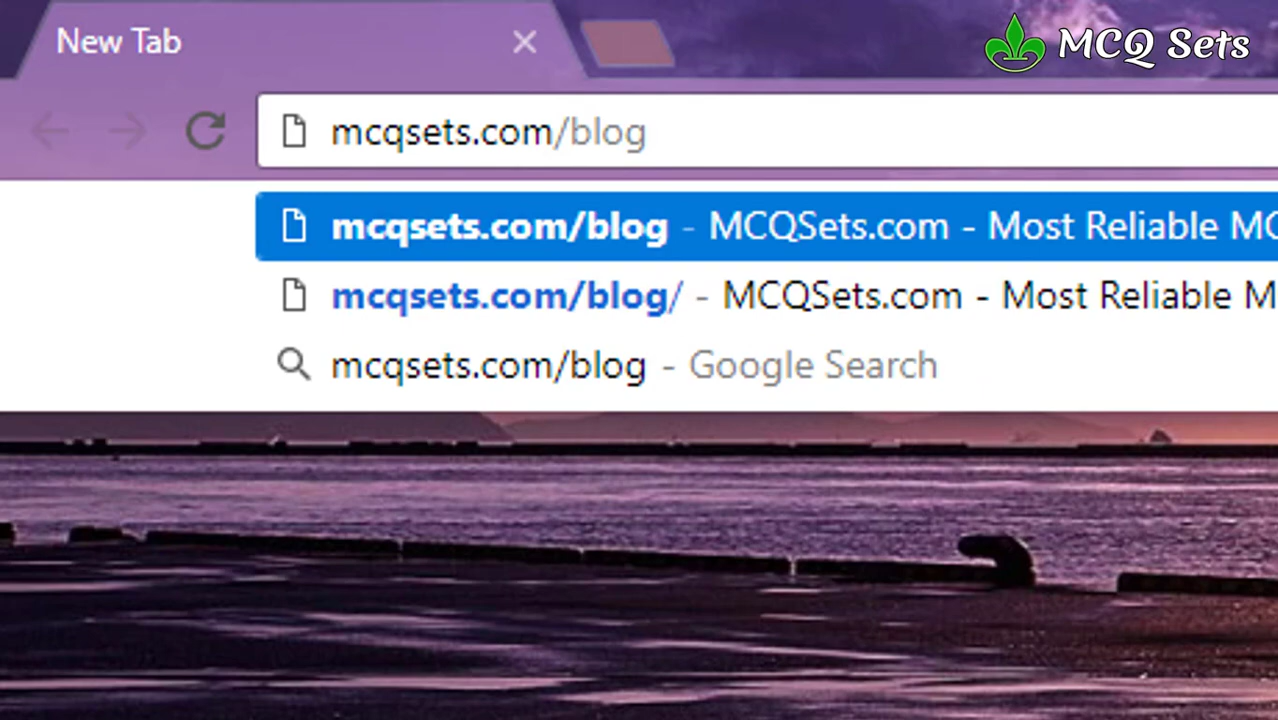 New Tab
MCQ Sets
mcqsets.com/blog
mcqsets.com/blog - MCQSets.com - Most Reliable MC
mcqsets.com/blog/ - MCQSets.com - Most Reliable M
mcqsets.com/blog - Google Search